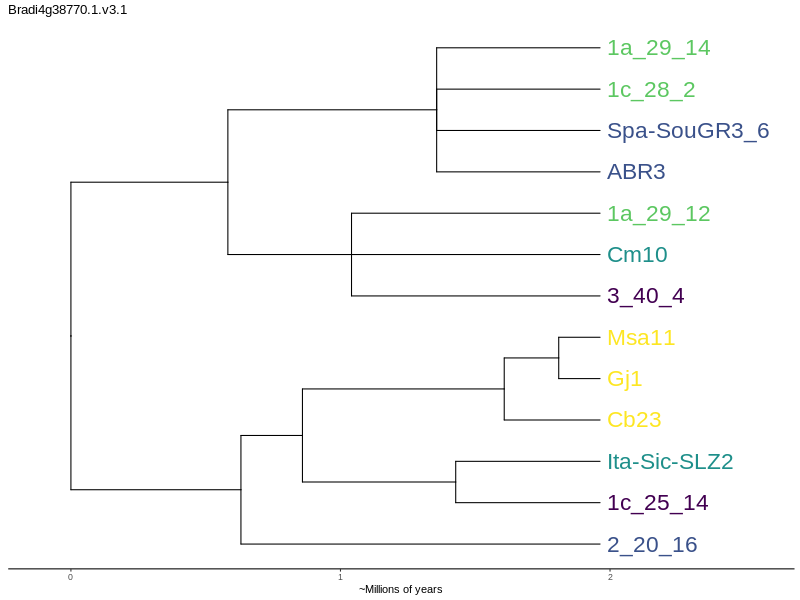 Bradi4g38770.1.v3.1
1a_29_14
1c_28_2
Spa-SouGR3_6
ABR3
1a_29_12
Cm10
3_40_4
Msa11
Gj1
Cb23
Ita-Sic-SLZ2
1c_25_14
2_20_16
0 1 2
~Millions of years